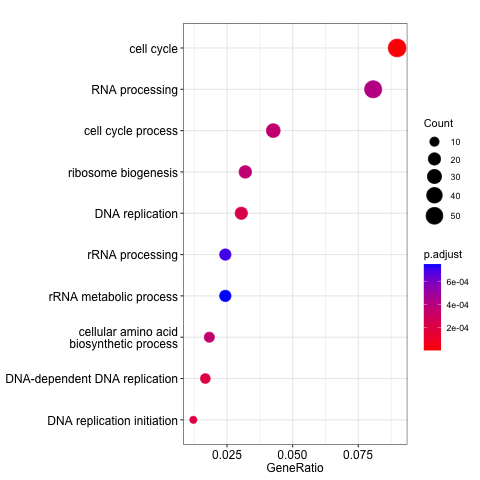 cell cycle
RNA processing
cell cycle process
ribosome biogenesis
DNA replication
rRNA processing
rRNA metabolic process
cellular amino acid
biosynthetic process
DNA-dependent DNA replication
DNA replication initiation
0.025 0.050 0.075
GeneRatio
Count
10
20
30
40
50
p.adjust
6e-04
4e-04
2e-04